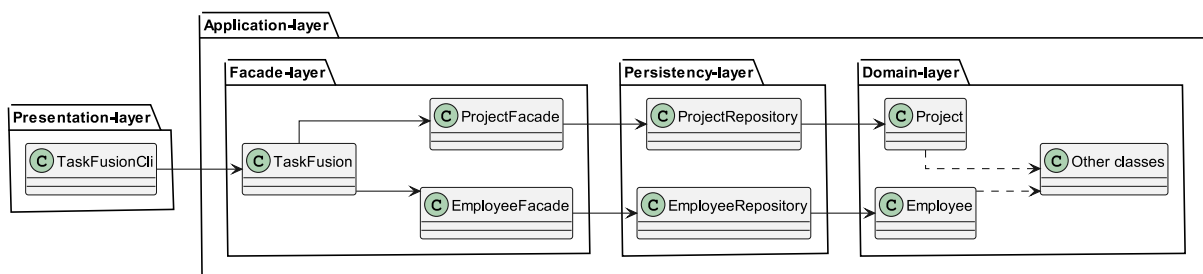 Application-layer
Facade-layer
Persistency-layer
Domain-layer
Presentation-layer
C ProjectFacade
C ProjectRepository
C Project
C TaskFusionCli
C TaskFusion
C Other classes
C EmployeeFacade
C EmployeeRepository
C Employee